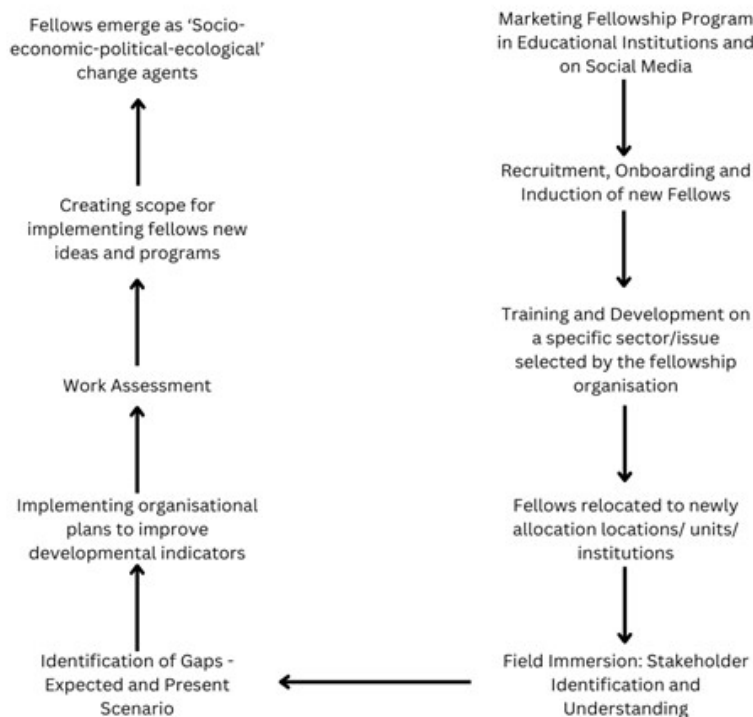 Marketing Fellowship Program
in Educational Institutions and
on Social Media
Recruitment, Onboarding and
Induction of new Fellows
Training and Development on
a specific sector/issue
selected by the fellowship
organisation
Fellows relocated to newly
allocation locations/ units/
institutions
Field Immersion: Stakeholder
Identification and
Understanding
Identification of Gaps -
Expected and Present
Scenario
Implementing organisational
plans to improve
developmental indicators
Work Assessment
Creating scope for
implementing fellows new
ideas and programs
Fellows emerge as ‘Socio-
economic-political-ecological’
change agents